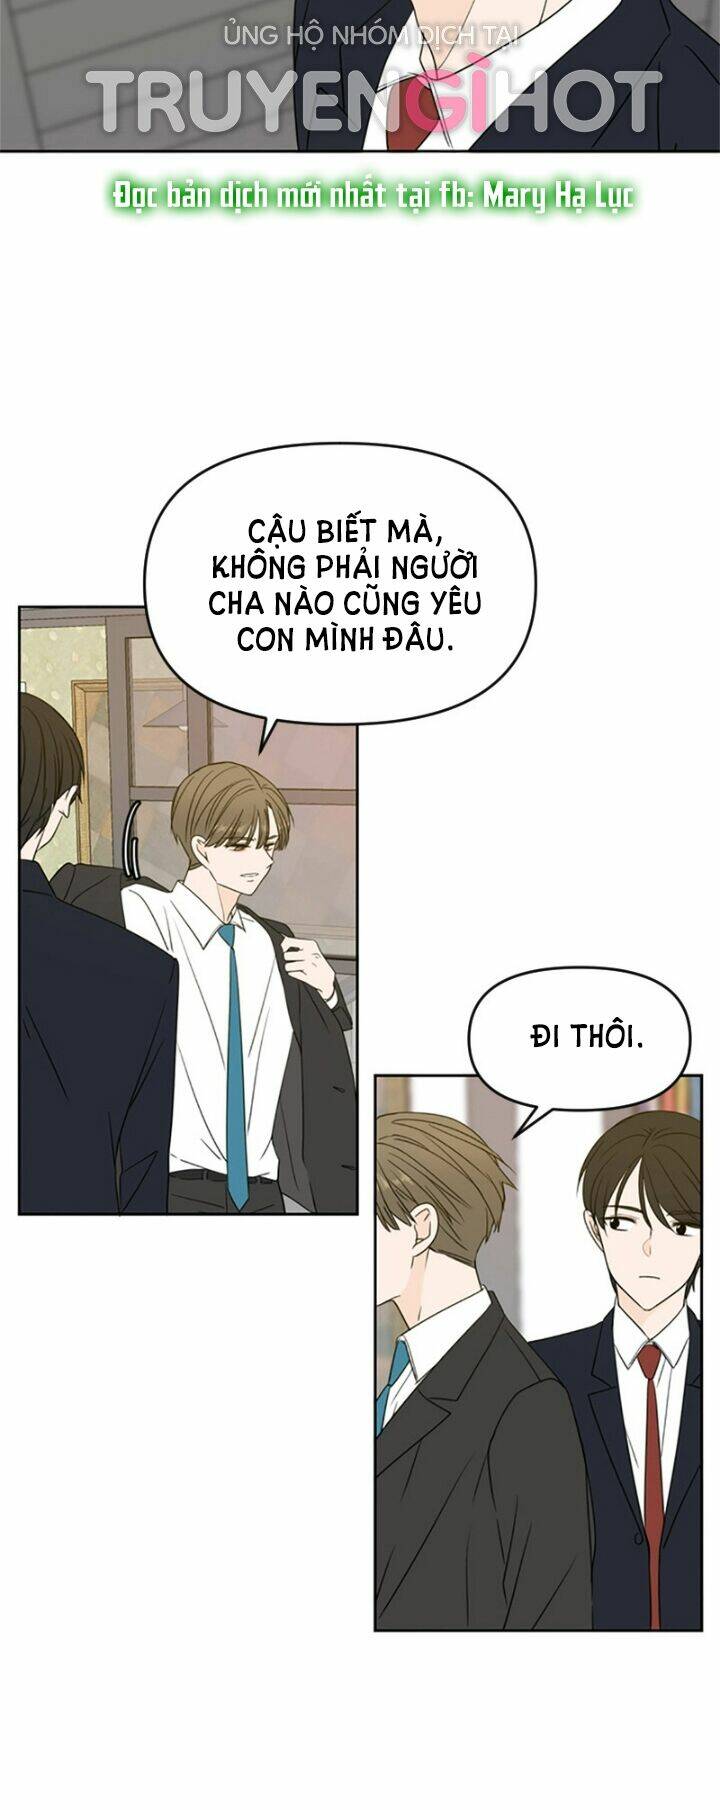 ỦNG HỘ NHÓM DỊCH TẠI
TRUYENGIHOT
Đọc bản dịch mới nhất tại fb: Mary Hạ Lục
CẬU BIẾT MÀ,
KHÔNG PHẢI NGƯỜI
CHA NÀO CŨNG YÊU
CON MÌNH ĐÂU.
ĐI THÔI.